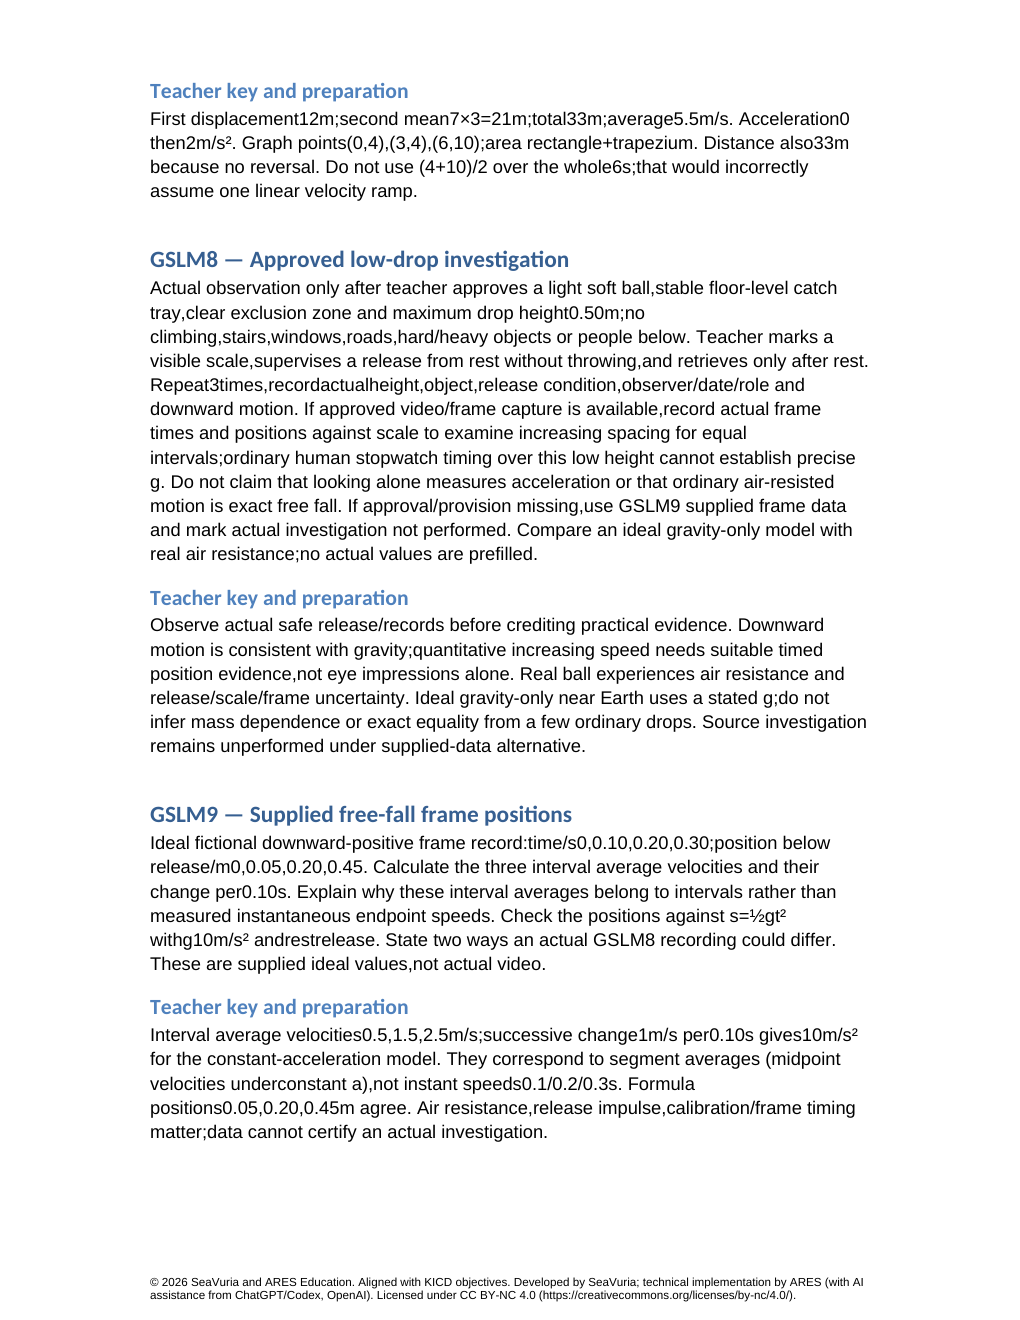 Teacher key and preparation
First displacement12m;second mean7×3=21m;total33m;average5.5m/s. Acceleration0
then2m/s². Graph points(0,4),(3,4),(6,10);area rectangle+trapezium. Distance also33m
because no reversal. Do not use (4+10)/2 over the whole6s;that would incorrectly
assume one linear velocity ramp.
GSLM8 — Approved low-drop investigation
Actual observation only after teacher approves a light soft ball,stable floor-level catch
tray,clear exclusion zone and maximum drop height0.50m;no
climbing,stairs,windows,roads,hard/heavy objects or people below. Teacher marks a
visible scale,supervises a release from rest without throwing,and retrieves only after rest.
Repeat3times,recordactualheight,object,release condition,observer/date/role and
downward motion. If approved video/frame capture is available,record actual frame
times and positions against scale to examine increasing spacing for equal
intervals;ordinary human stopwatch timing over this low height cannot establish precise
g. Do not claim that looking alone measures acceleration or that ordinary air-resisted
motion is exact free fall. If approval/provision missing,use GSLM9 supplied frame data
and mark actual investigation not performed. Compare an ideal gravity-only model with
real air resistance;no actual values are prefilled.
Teacher key and preparation
Observe actual safe release/records before crediting practical evidence. Downward
motion is consistent with gravity;quantitative increasing speed needs suitable timed
position evidence,not eye impressions alone. Real ball experiences air resistance and
release/scale/frame uncertainty. Ideal gravity-only near Earth uses a stated g;do not
infer mass dependence or exact equality from a few ordinary drops. Source investigation
remains unperformed under supplied-data alternative.
GSLM9 — Supplied free-fall frame positions
Ideal fictional downward-positive frame record:time/s0,0.10,0.20,0.30;position below
release/m0,0.05,0.20,0.45. Calculate the three interval average velocities and their
change per0.10s. Explain why these interval averages belong to intervals rather than
measured instantaneous endpoint speeds. Check the positions against s=½gt²
withg10m/s² andrestrelease. State two ways an actual GSLM8 recording could differ.
These are supplied ideal values,not actual video.
Teacher key and preparation
Interval average velocities0.5,1.5,2.5m/s;successive change1m/s per0.10s gives10m/s²
for the constant-acceleration model. They correspond to segment averages (midpoint
velocities underconstant a),not instant speeds0.1/0.2/0.3s. Formula
positions0.05,0.20,0.45m agree. Air resistance,release impulse,calibration/frame timing
matter;data cannot certify an actual investigation.
© 2026 SeaVuria and ARES Education. Aligned with KICD objectives. Developed by SeaVuria; technical implementation by ARES (with AI
assistance from ChatGPT/Codex, OpenAI). Licensed under CC BY-NC 4.0 (https://creativecommons.org/licenses/by-nc/4.0/).